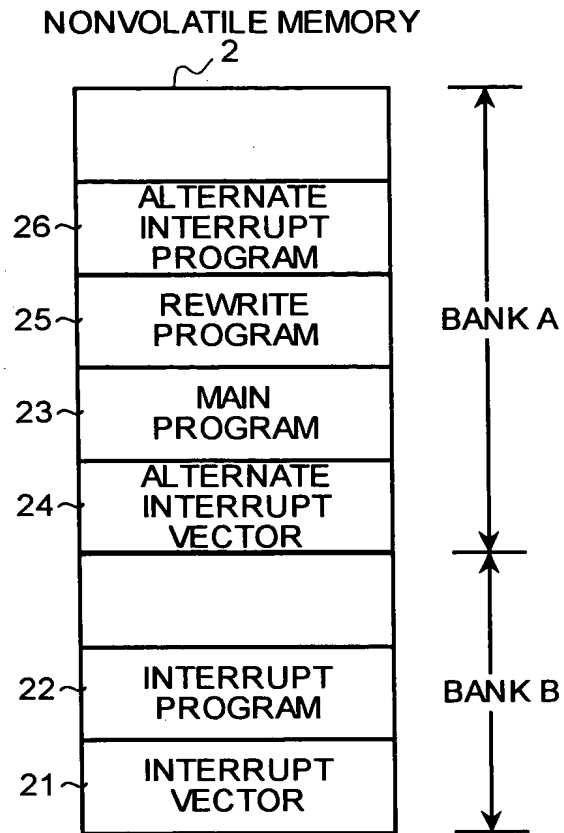 NONVOLATILE MEMORY
2
26
ALTERNATE
INTERRUPT
PROGRAM
25
REWRITE
PROGRAM
BANK A
23
MAIN
PROGRAM
24
ALTERNATE
INTERRUPT
VECTOR
22
INTERRUPT
PROGRAM
BANK B
21
INTERRUPT
VECTOR